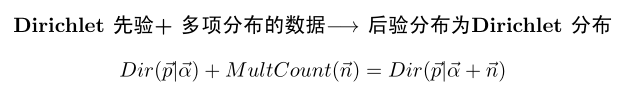 Dirichlet 先验+ 多项分布的数据⟶ 后验分布为Dirichlet 分布
Dir(p⃗|α⃗) + MultCount(n⃗) = Dir(p⃗|α⃗ + n⃗)